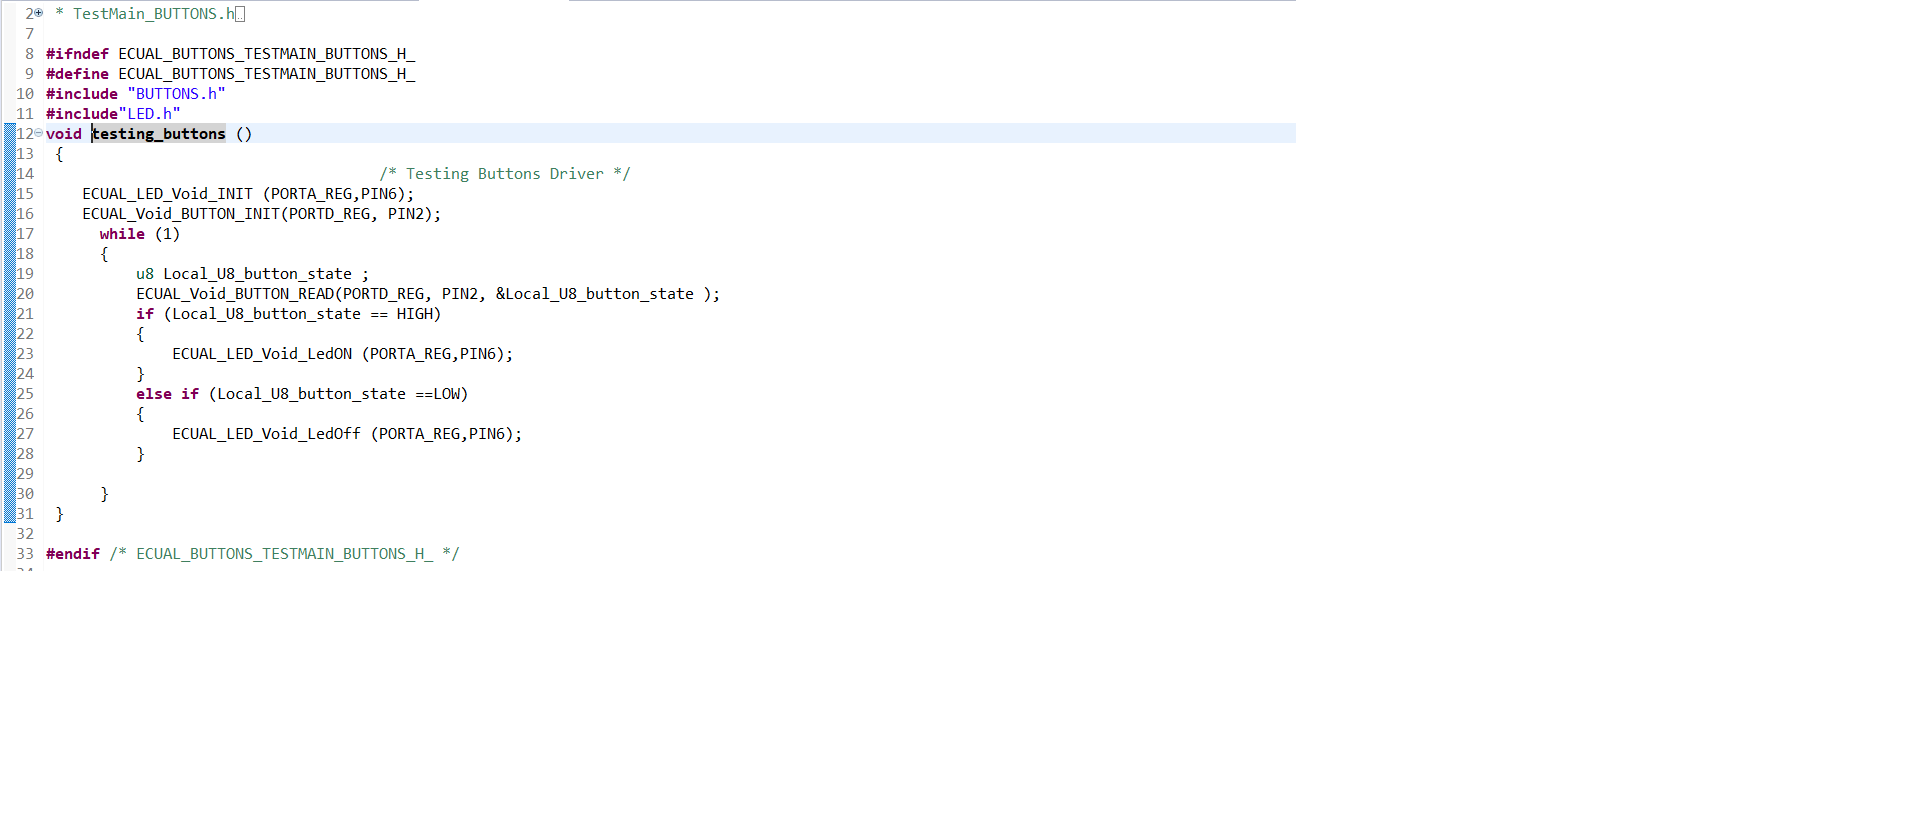 2 * TestMain_BUTTONS.h
7
8 #ifndef ECUAL_BUTTONS_TESTMAIN_BUTTONS_H_
9 #define ECUAL_BUTTONS_TESTMAIN_BUTTONS_H_
10 #include "BUTTONS.h"
11 #include"LED.h"
12 void testing_buttons ()
13 {
14 /* Testing Buttons Driver */
15 ECUAL_LED_Void_INIT (PORTA_REG,PIN6);
16 ECUAL_Void_BUTTON_INIT(PORTD_REG, PIN2);
17 while (1)
18 {
19 u8 Local_U8_button_state ;
20 ECUAL_Void_BUTTON_READ(PORTD_REG, PIN2, &Local_U8_button_state );
21 if (Local_U8_button_state == HIGH)
22 {
23 ECUAL_LED_Void_LedON (PORTA_REG,PIN6);
24 }
25 else if (Local_U8_button_state ==LOW)
26 {
27 ECUAL_LED_Void_LedOff (PORTA_REG,PIN6);
28 }
29
30 }
31 }
32
33 #endif /* ECUAL_BUTTONS_TESTMAIN_BUTTONS_H_ */